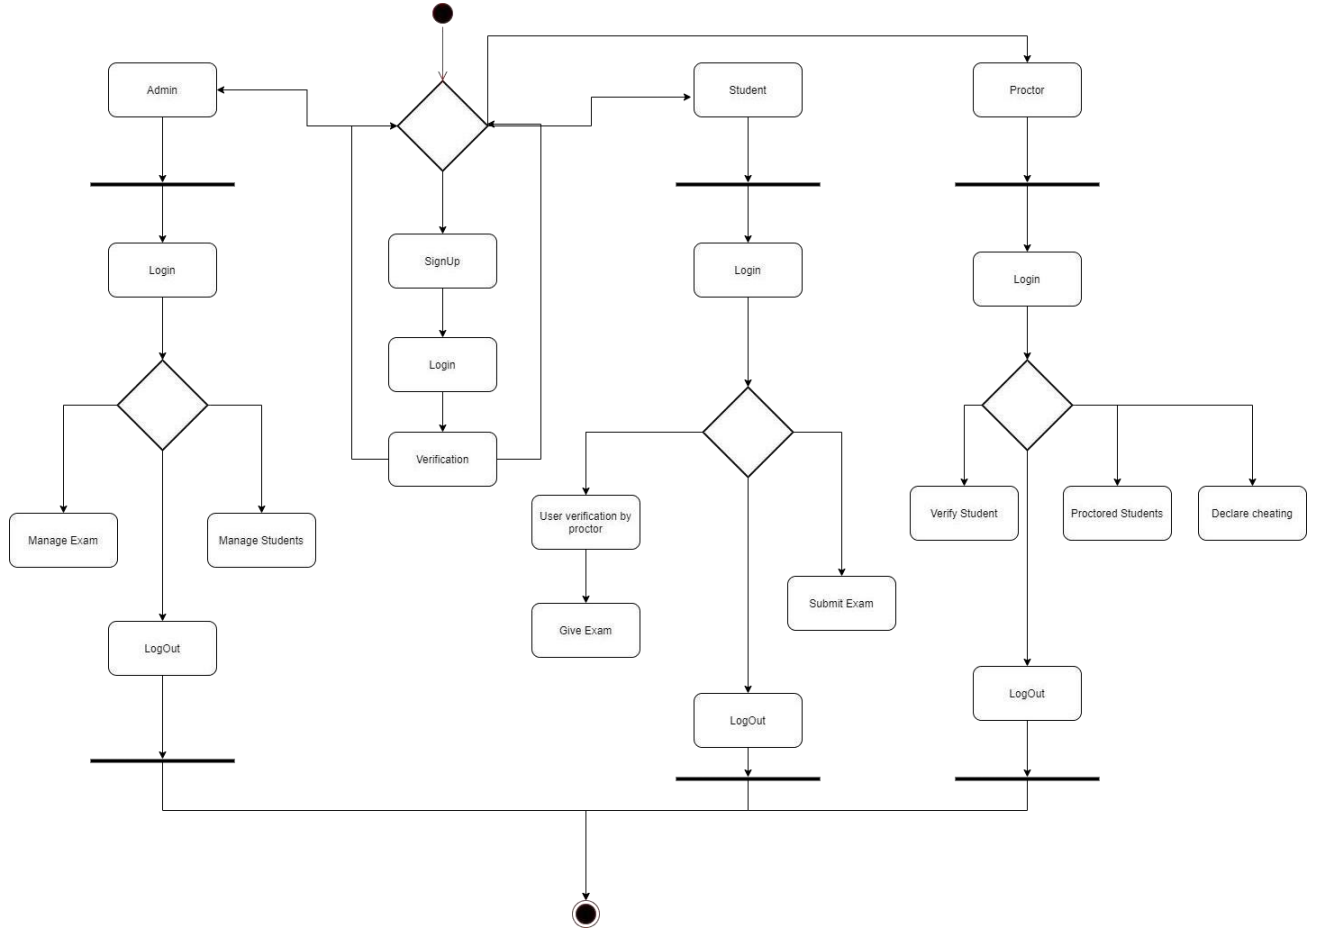 Admin
Student
Proctor
SignUp
Login
Login
Login
Login
Verification
User verification by
proctor
Verify Student
Proctored Students
Declare cheating
Manage Exam
Manage Students
Submit Exam
Give Exam
LogOut
LogOut
LogOut